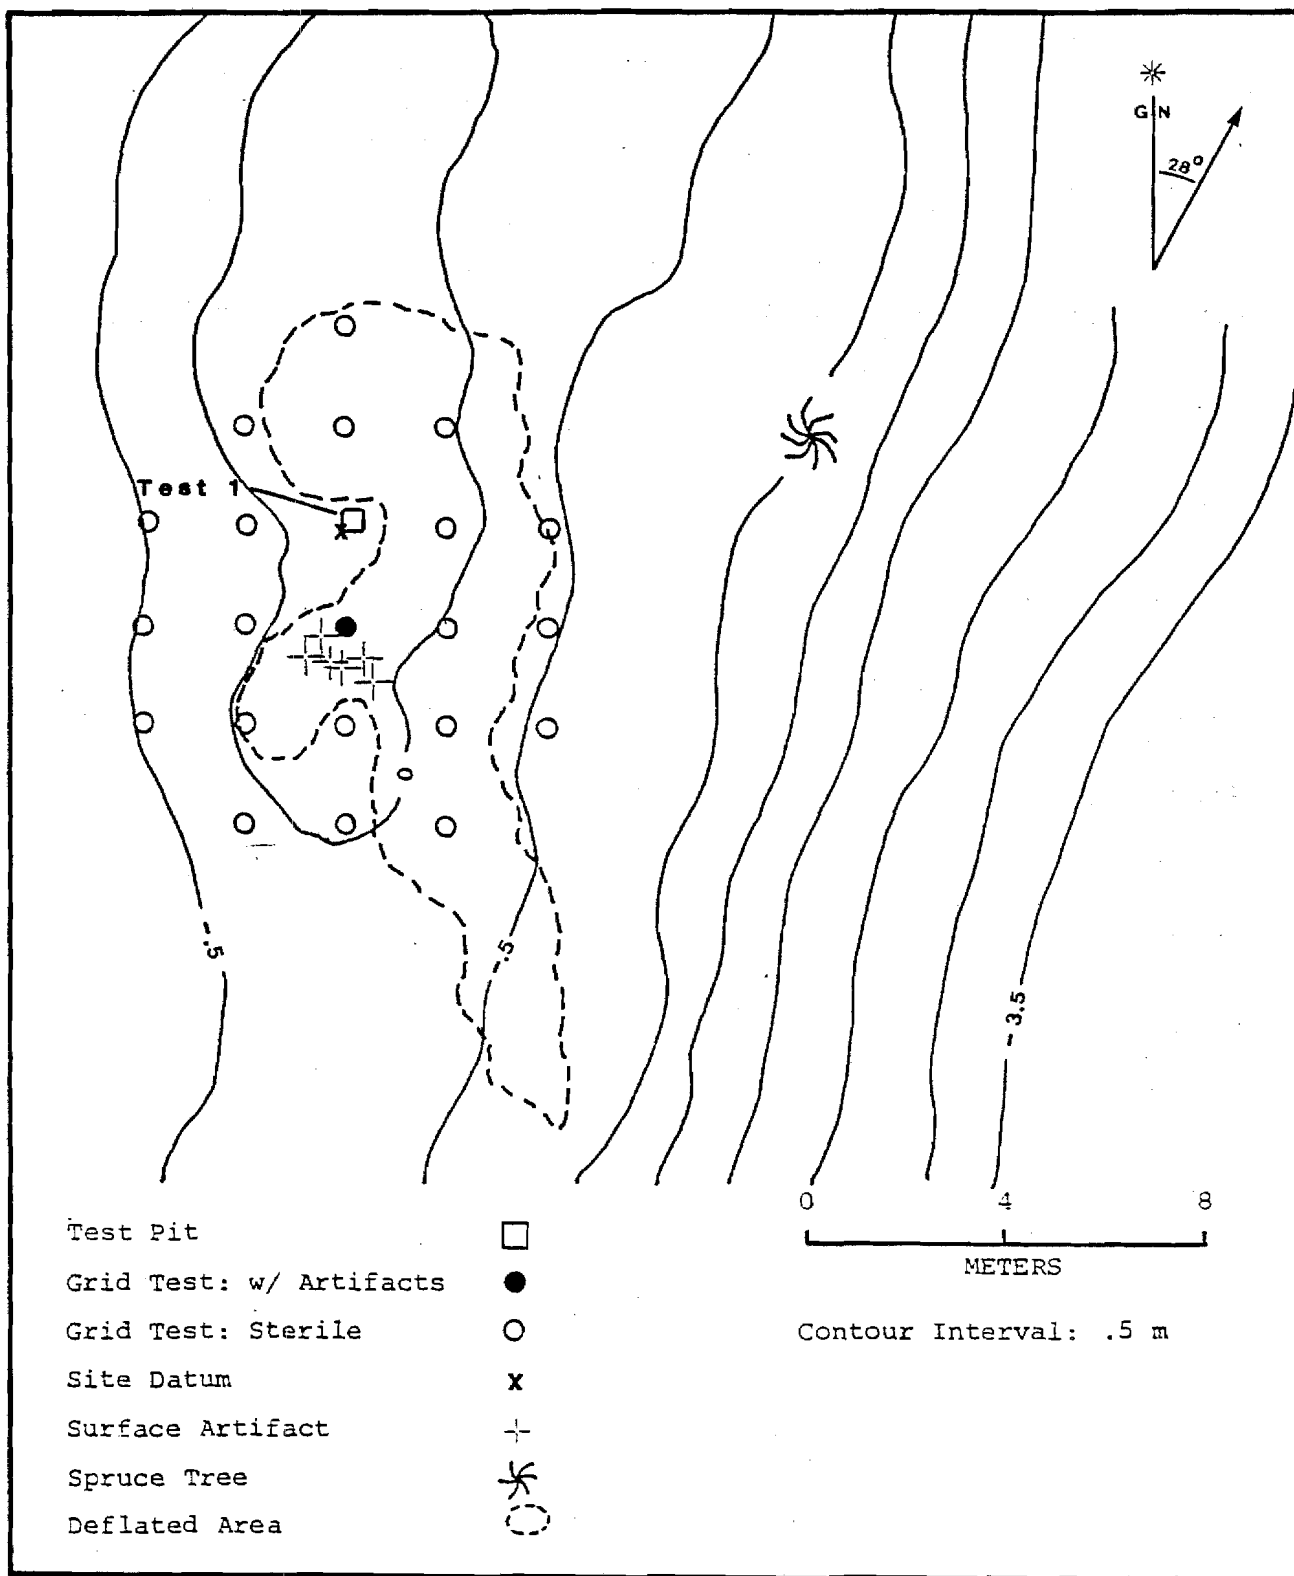 GN
28°
Test 1
x
0
-.5
-.5
-3.5
0 4 8
METERS
Test Pit
Grid Test: w/ Artifacts
Grid Test: Sterile
Contour Interval: .5 m
Site Datum x
Surface Artifact
Spruce Tree
Deflated Area